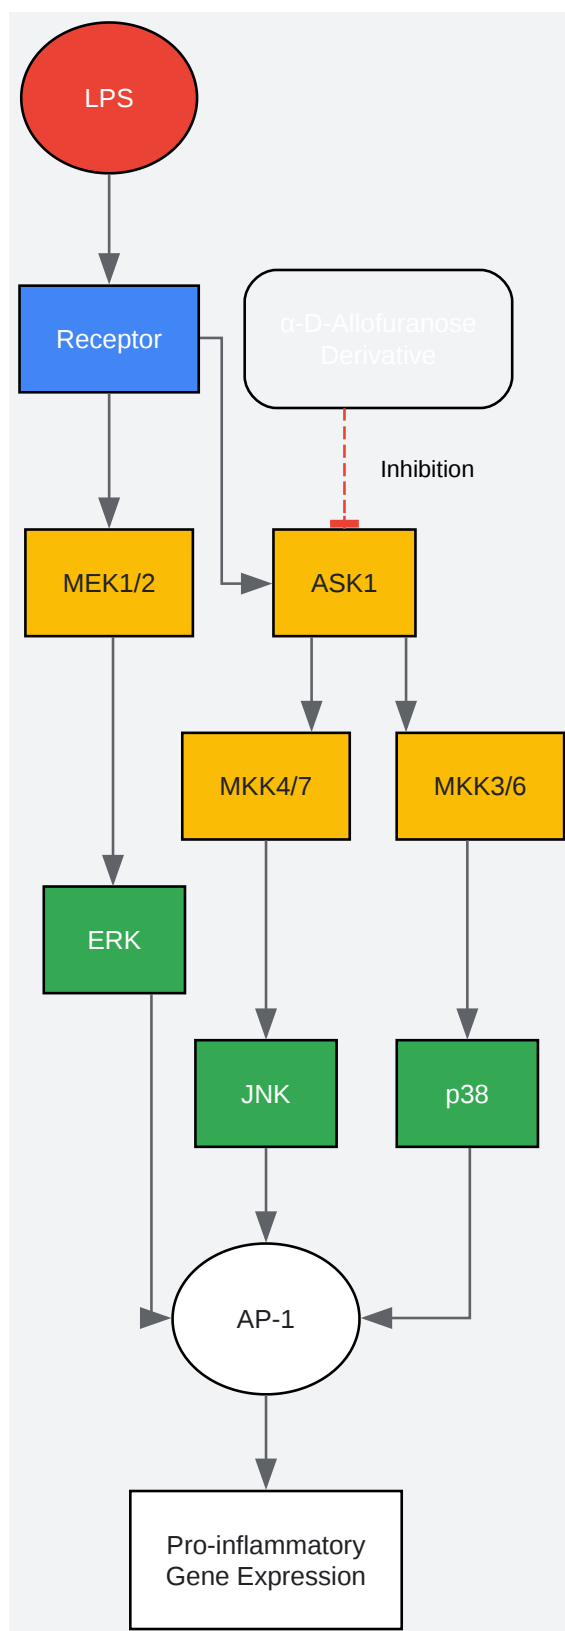 LPS
Receptor
α-D-Allofuranose
Derivative
Inhibition
MEK1/2
ASK1
MKK4/7
MKK3/6
ERK
JNK
p38
AP-1
Pro-inflammatory
Gene Expression